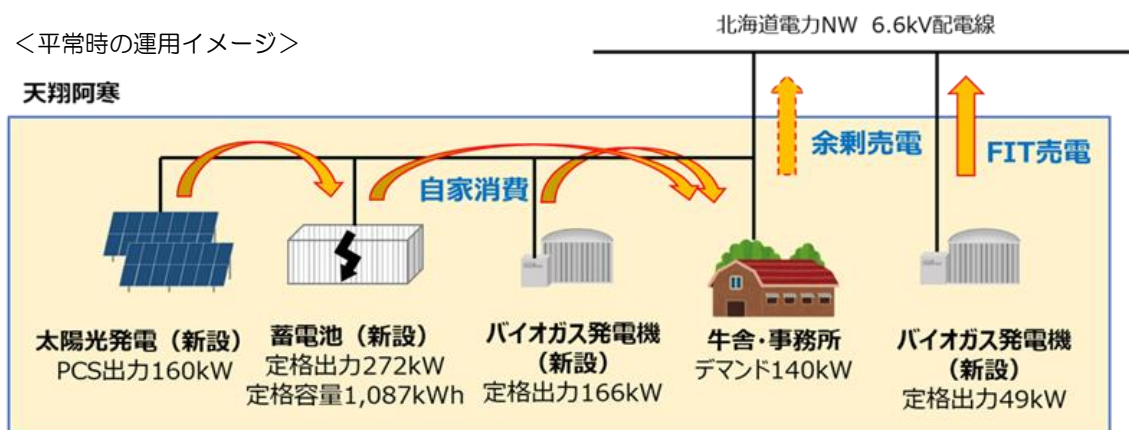 ＜平常時の運用イメージ＞
北海道電力NW 6.6kV配電線
天翔阿寒
余剰売電
FIT売電
自家消費
太陽光発電（新設）
PCS出力160kW
蓄電池（新設）
定格出力272kW
定格容量1,087kWh
バイオガス発電機
（新設）
定格出力166kW
牛舎・事務所
デマンド140kW
バイオガス発電機
（新設）
定格出力49kW